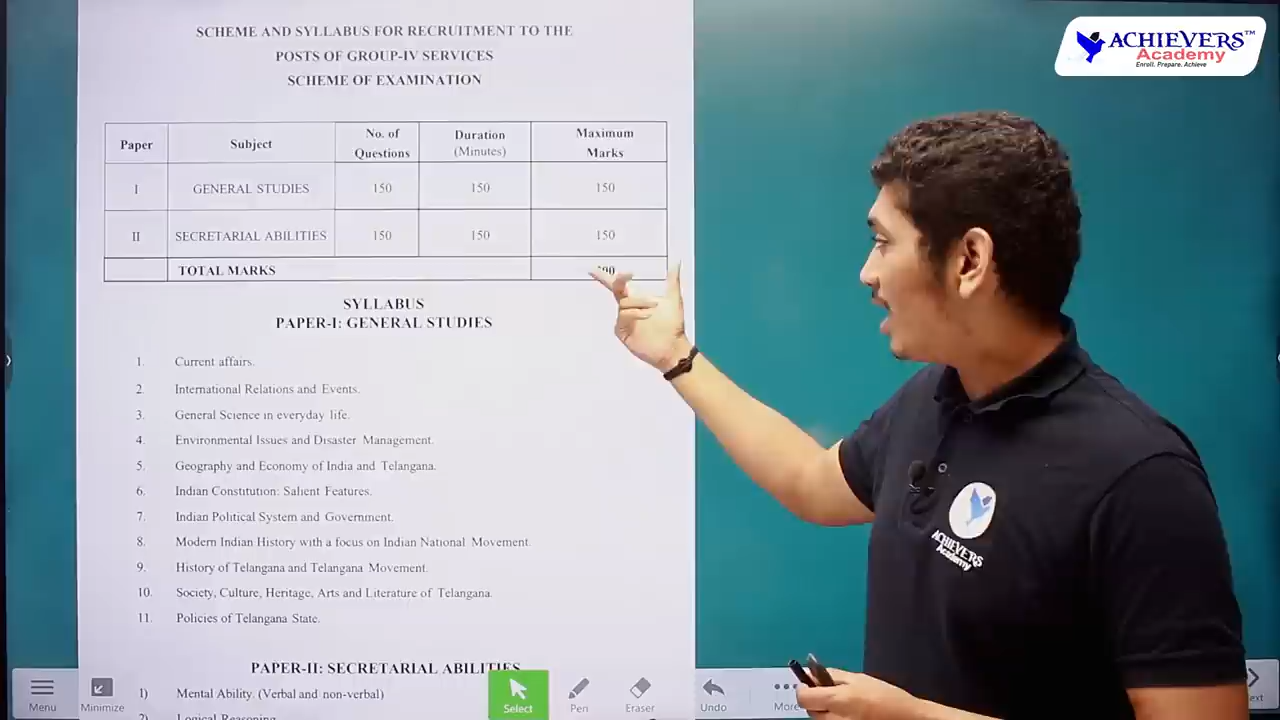 SCHEME AND SYLLABUS FOR RECRUITMENT TO THE
POSTS OF GROUP-IV SERVICES
SCHEME OF EXAMINATION
Paper Subject No. of Questions Duration (Minutes) Maximum Marks
I GENERAL STUDIES 150 150 150
II SECRETARIAL ABILITIES 150 150 150
TOTAL MARKS
SYLLABUS
PAPER-I: GENERAL STUDIES
1. Current affairs.
2. International Relations and Events.
3. General Science in everyday life.
4. Environmental Issues and Disaster Management.
5. Geography and Economy of India and Telangana.
6. Indian Constitution: Salient Features.
7. Indian Political System and Government.
8. Modern Indian History with a focus on Indian National Movement.
9. History of Telangana and Telangana Movement.
10. Society, Culture, Heritage, Arts and Literature of Telangana.
11. Policies of Telangana State.
PAPER-II: SECRETARIAL ABILITIES
1) Mental Ability. (Verbal and non-verbal)
2) Logical Reasoning
Menu
Minimize
Select
Pen
Eraser
Undo
More
ACHIEVERS™
Academy
Enroll. Prepare. Achieve
ACHIEVERS
Academy